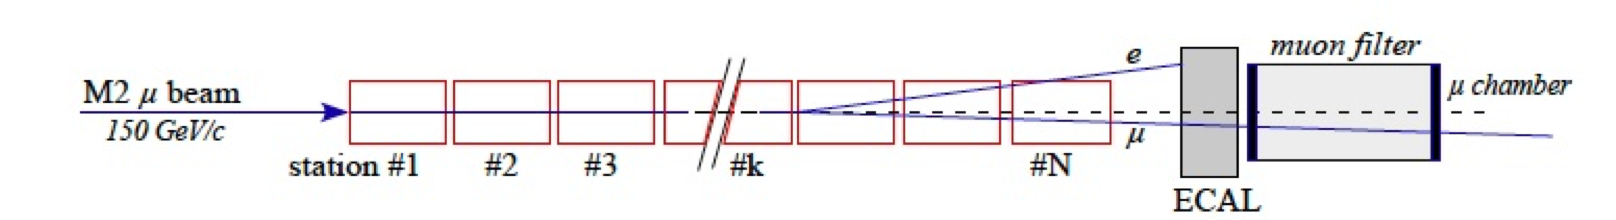 M2 μ beam
150 GeV/c
station #1
#2
#3
#k
#N
e
μ
ECAL
muon filter
μ chamber